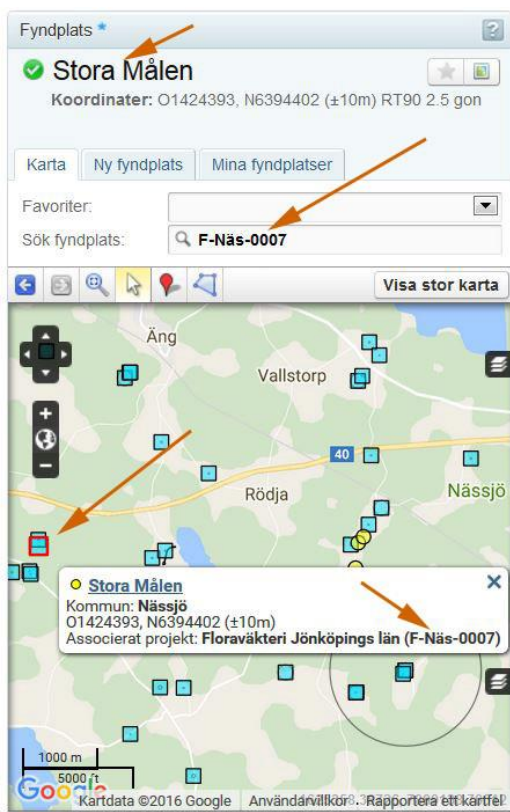 Fyndplats *
?
Stora Målen
Koordinater: O1424393, N6394402 (±10m) RT90 2.5 gon
Karta
Ny fyndplats
Mina fyndplatser
Favoriter:
Sök fyndplats:
F-Näs-0007
Visa stor karta
Äng
Vallstorp
40
Rödja
Nässjö
Stora Målen
Kommun: Nässjö
O1424393, N6394402 (±10m)
Associerat projekt: Floraväkteri Jönköpings län (F-Näs-0007)
1000 m
5000 ft
Google
Kartdata ©2016 Google
Användarvillkor
Rapportera ett kartfel